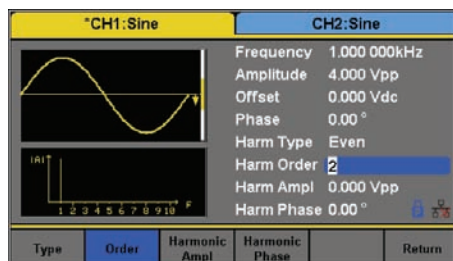 *CH1:Sine
CH2:Sine
Frequency 1.000 000kHz
Amplitude 4.000 Vpp
Offset 0.000 Vdc
Phase 0.00 °
Harm Type Even
Harm Order 2
Harm Ampl 0.000 Vpp
Harm Phase 0.00 °
|A|
1 2 3 4 5 6 7 8 9 10 F
Type
Order
Harmonic
Ampl
Harmonic
Phase
Return